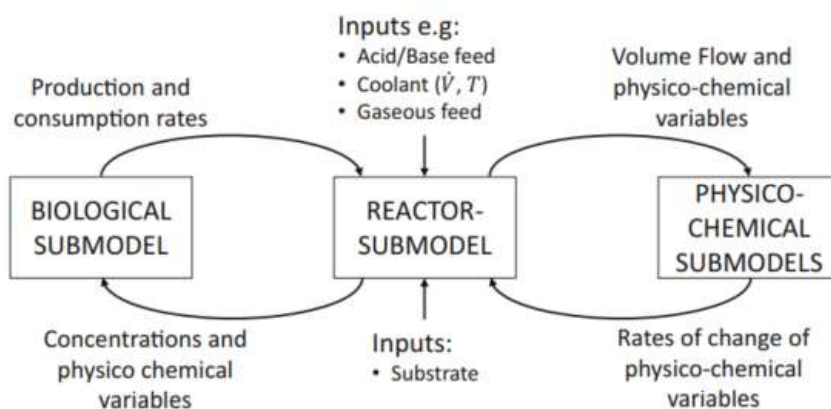 Inputs e.g:
• Acid/Base feed
• Coolant (V̇, T)
• Gaseous feed
Production and
consumption rates
Volume Flow and
physico-chemical
variables
BIOLOGICAL
SUBMODEL
REACTOR-
SUBMODEL
PHYSICO-
CHEMICAL
SUBMODELS
Concentrations and
physico chemical
variables
Inputs:
• Substrate
Rates of change of
physico-chemical
variables